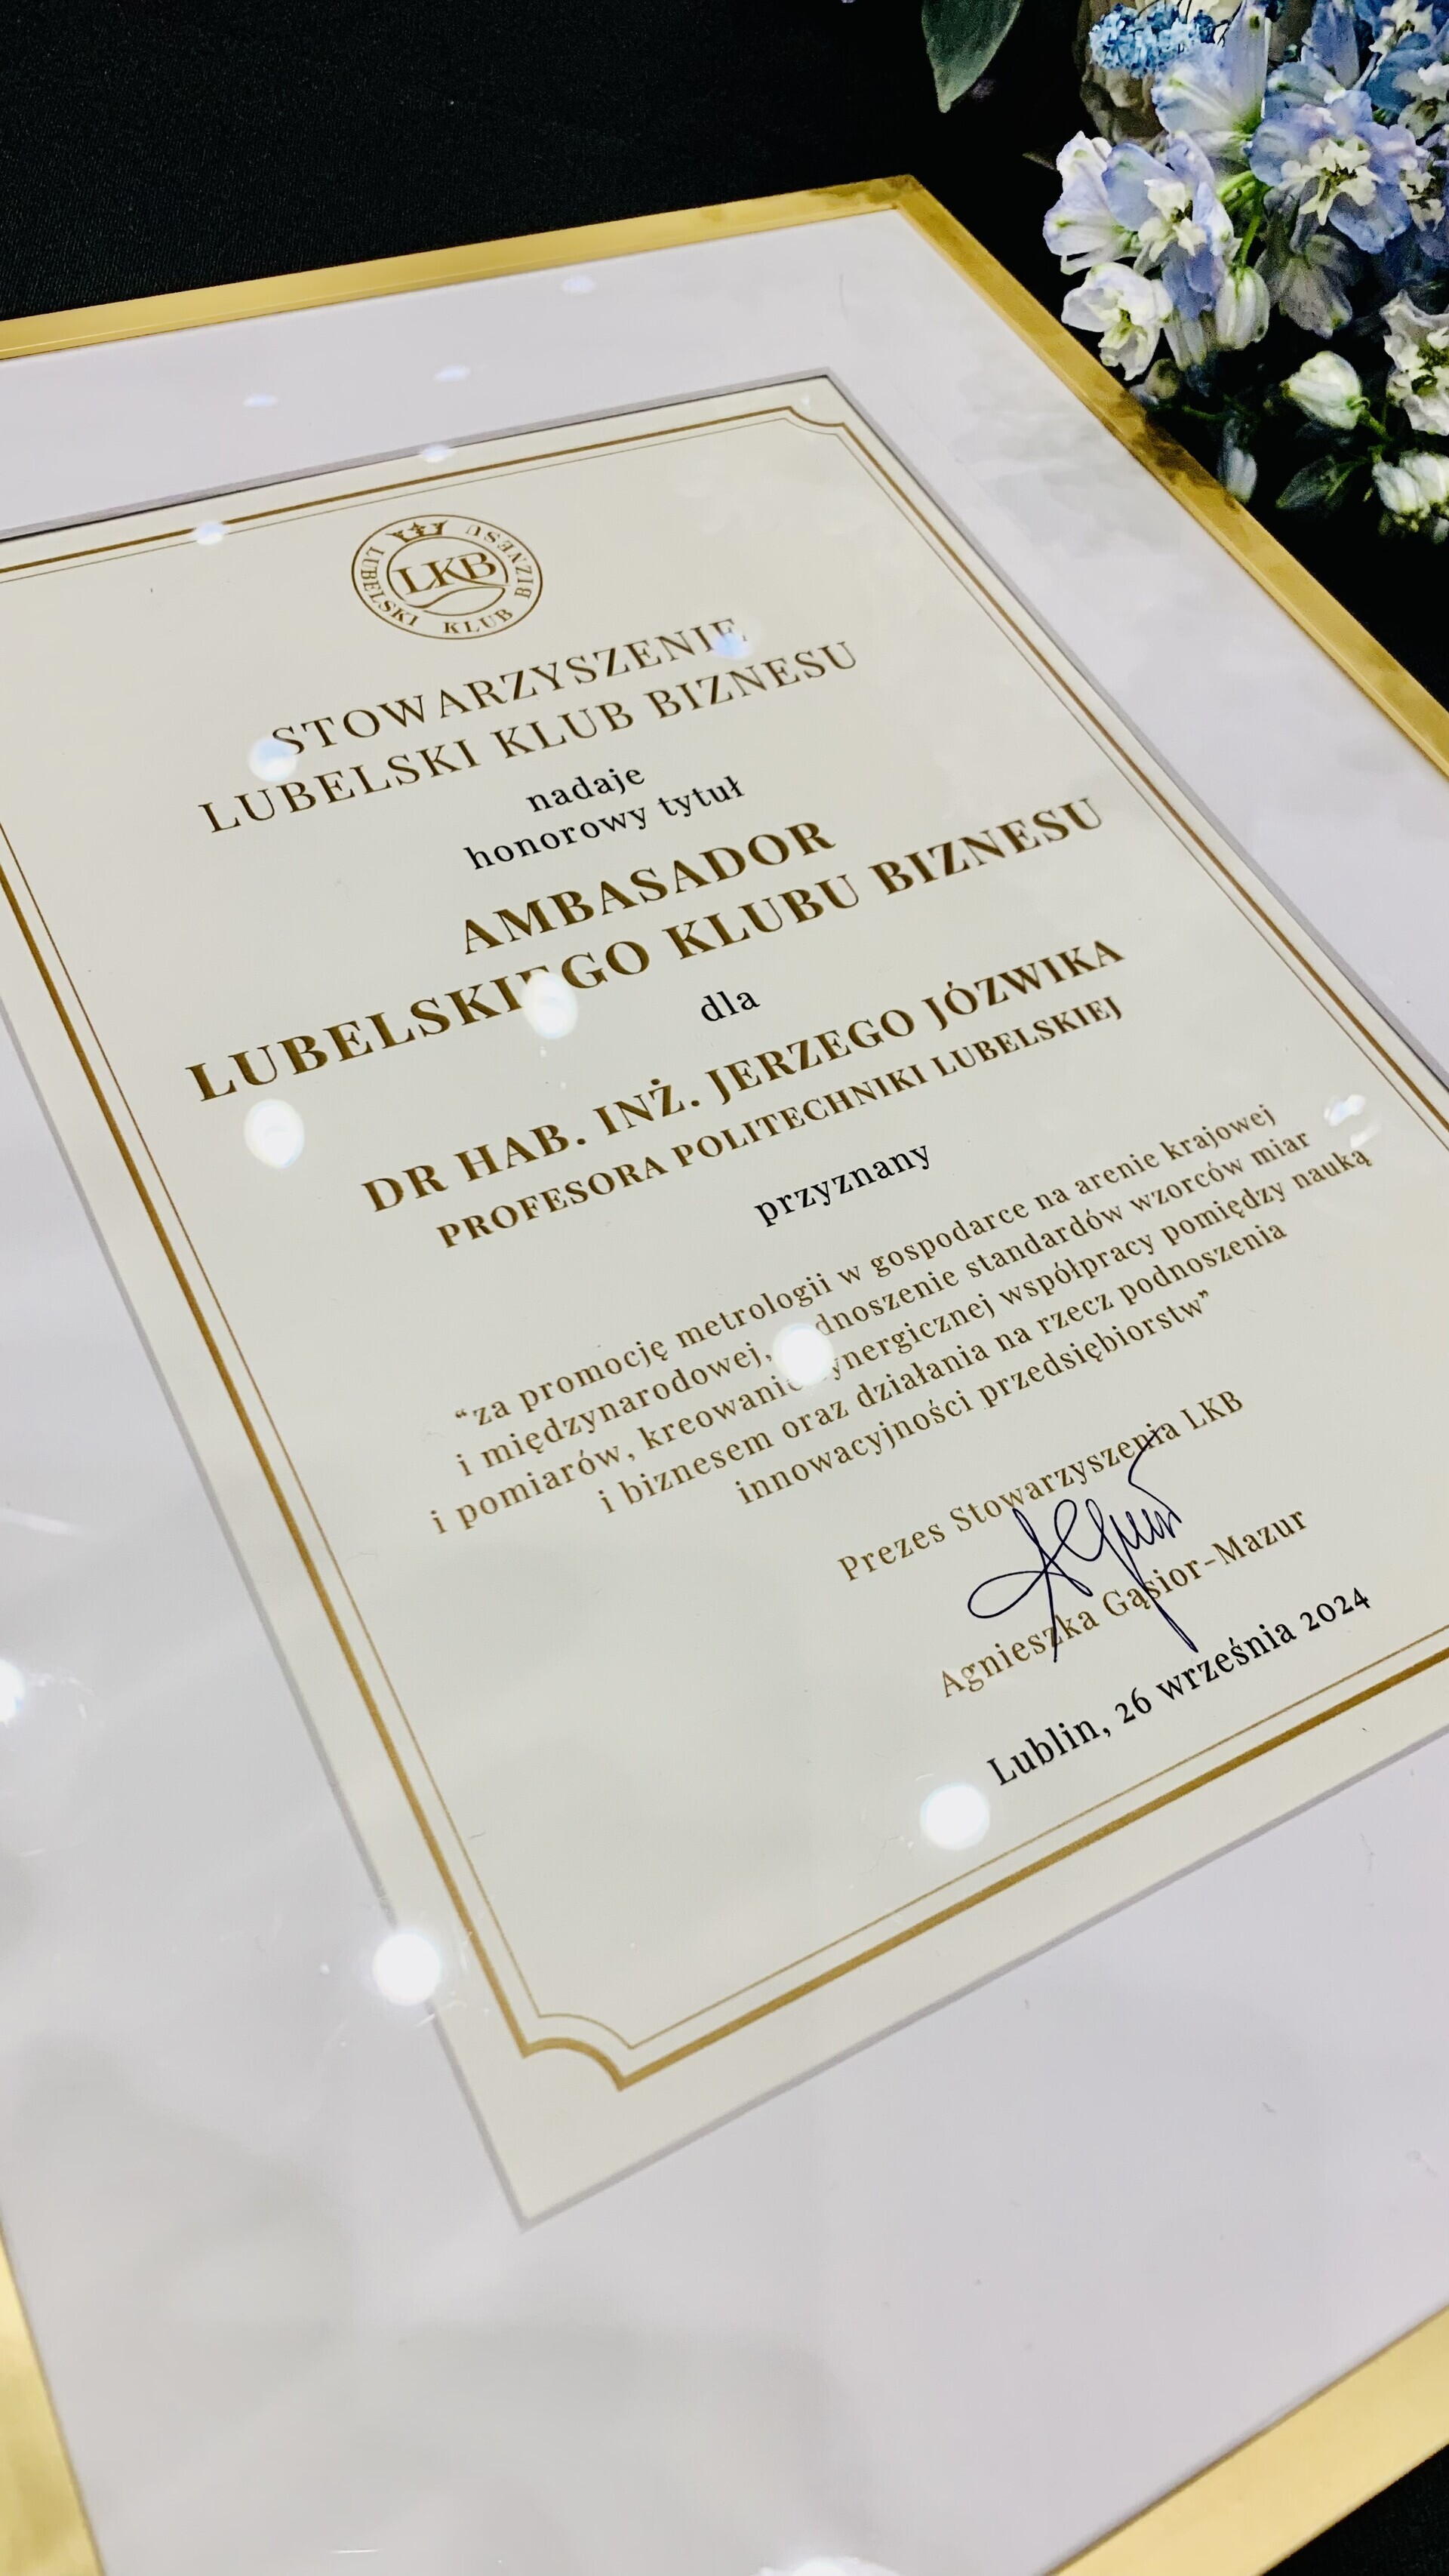 LUBELSKI KLUB BIZNESU
LKB
STOWARZYSZENIE
LUBELSKI KLUB BIZNESU
nadaje
honorowy tytuł
AMBASADOR
LUBELSKIEGO KLUBU BIZNESU
dla
DR HAB. INŻ. JERZEGO JÓZWIKA
PROFESORA POLITECHNIKI LUBELSKIEJ
przyznany
“za promocję metrologii w gospodarce na arenie krajowej
i międzynarodowej, podnoszenie standardów wzorców miar
i pomiarów, kreowanie synergicznej współpracy pomiędzy nauką
i biznesem oraz działania na rzecz podnoszenia
innowacyjności przedsiębiorstw”
Prezes Stowarzyszenia LKB
Agnieszka Gąsior-Mazur
Lublin, 26 września 2024